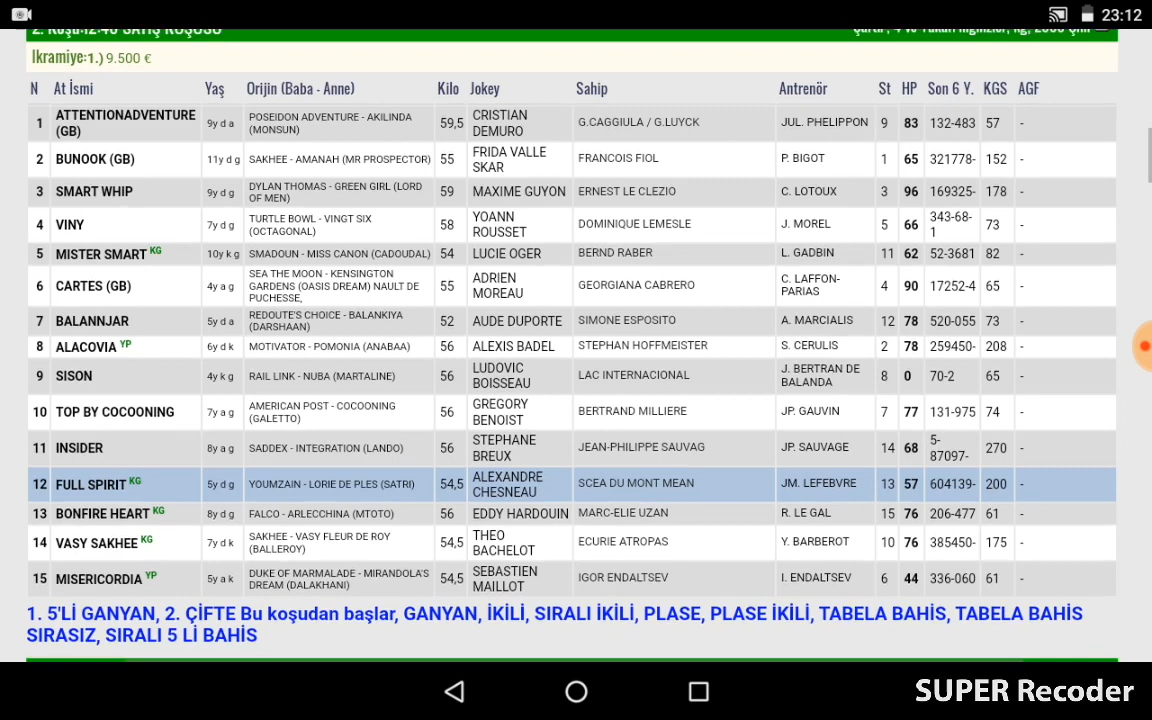 23:12
2. Koşu:12:40 SATIŞ KOŞUSU
İkramiye:1.) 9.500 €
N At İsmi Yaş Orijin (Baba - Anne) Kilo Jokey Sahip Antrenör St HP Son 6 Y. KGS AGF
1 ATTENTIONADVENTURE (GB) 9y d a POSEIDON ADVENTURE - AKILINDA (MONSUN) 59,5 CRISTIAN DEMURO G.CAGGIULA / G.LUYCK JUL. PHELIPPON 9 83 132-483 57 -
2 BUNOOK (GB) 11y d g SAKHEE - AMANAH (MR PROSPECTOR) 55 FRIDA VALLE SKAR FRANCOIS FIOL P. BIGOT 1 65 321778- 152 -
3 SMART WHIP 9y d g DYLAN THOMAS - GREEN GIRL (LORD OF MEN) 59 MAXIME GUYON ERNEST LE CLEZIO C. LOTOUX 3 96 169325- 178 -
4 VINY 7y d g TURTLE BOWL - VINGT SIX (OCTAGONAL) 58 YOANN ROUSSET DOMINIQUE LEMESLE J. MOREL 5 66 343-68-1 73 -
5 MISTER SMART KG 10y k g SMADOUN - MISS CANON (CADOUDAL) 54 LUCIE OGER BERND RABER L. GADBIN 11 62 52-3681 82 -
6 CARTES (GB) 4y a g SEA THE MOON - KENSINGTON GARDENS (OASIS DREAM) NAULT DE PUCHESSE, 55 ADRIEN MOREAU GEORGIANA CABRERO C. LAFFON-PARIAS 4 90 17252-4 65 -
7 BALANNJAR 5y d a REDOUTE'S CHOICE - BALANKIYA (DARSHAAN) 52 AUDE DUPORTE SIMONE ESPOSITO A. MARCIALIS 12 78 520-055 73 -
8 ALACOVIA YP 6y d k MOTIVATOR - POMONIA (ANABAA) 56 ALEXIS BADEL STEPHAN HOFFMEISTER S. CERULIS 2 78 259450- 208 -
9 SISON 4y k g RAIL LINK - NUBA (MARTALINE) 56 LUDOVIC BOISSEAU LAC INTERNACIONAL J. BERTRAN DE BALANDA 8 0 70-2 65 -
10 TOP BY COCOONING 7y a g AMERICAN POST - COCOONING (GALETTO) 56 GREGORY BENOIST BERTRAND MILLIERE JP. GAUVIN 7 77 131-975 74 -
11 INSIDER 8y a g SADDEX - INTEGRATION (LANDO) 56 STEPHANE BREUX JEAN-PHILIPPE SAUVAG JP. SAUVAGE 14 68 5-87097- 270 -
12 FULL SPIRIT KG 5y d g YOUMZAIN - LORIE DE PLES (SATRI) 54,5 ALEXANDRE CHESNEAU SCEA DU MONT MEAN JM. LEFEBVRE 13 57 604139- 200 -
13 BONFIRE HEART KG 8y d g FALCO - ARLECCHINA (MTOTO) 56 EDDY HARDOUIN MARC-ELIE UZAN R. LE GAL 15 76 206-477 61 -
14 VASY SAKHEE KG 7y d k SAKHEE - VASY FLEUR DE ROY (BALLEROY) 54,5 THEO BACHELOT ECURIE ATROPAS Y. BARBEROT 10 76 385450- 175 -
15 MISERICORDIA YP 5y a k DUKE OF MARMALADE - MIRANDOLA'S DREAM (DALAKHANI) 54,5 SEBASTIEN MAILLOT IGOR ENDALTSEV I. ENDALTSEV 6 44 336-060 61 -
1. 5'Lİ GANYAN, 2. ÇİFTE Bu koşudan başlar, GANYAN, İKİLİ, SIRALI İKİLİ, PLASE, PLASE İKİLİ, TABELA BAHİS, TABELA BAHİS
SIRASIZ, SIRALI 5 Lİ BAHİS
SUPER Recoder